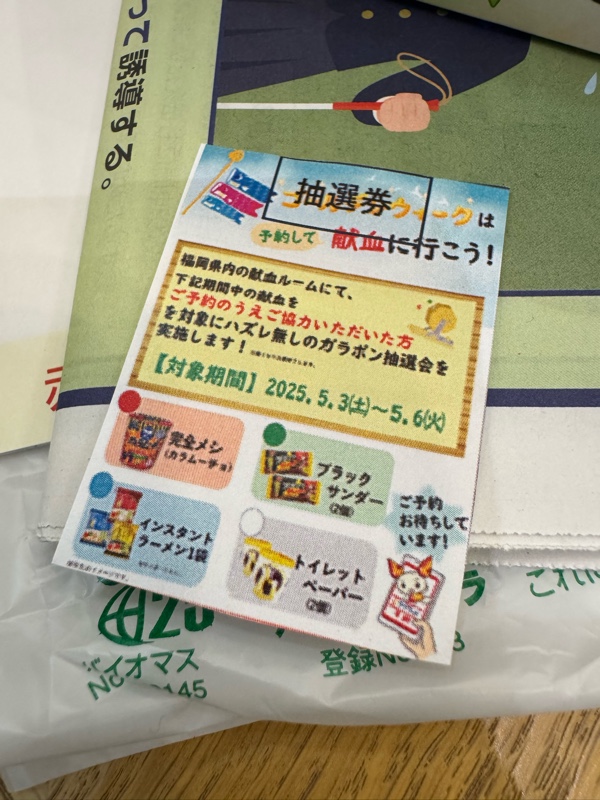 って誘導する。
抽選券
ウィークは
予約して
献血に行こう!
福岡県内の献血ルームにて、
下記期間中の献血を
ご予約のうえご協力いただいた方
を対象にハズレ無しのガラポン抽選会を
実施します!
【対象期間】2025.5.3(土)~5.6(火)
完全メシ
(カラムーチョ)
ブラック
サンダー
(2個)
インスタント
ラーメン1袋
トイレット
ペーパー
(2個)
ご予約
お待ちして
います!
バイオマス
No
145
登録No